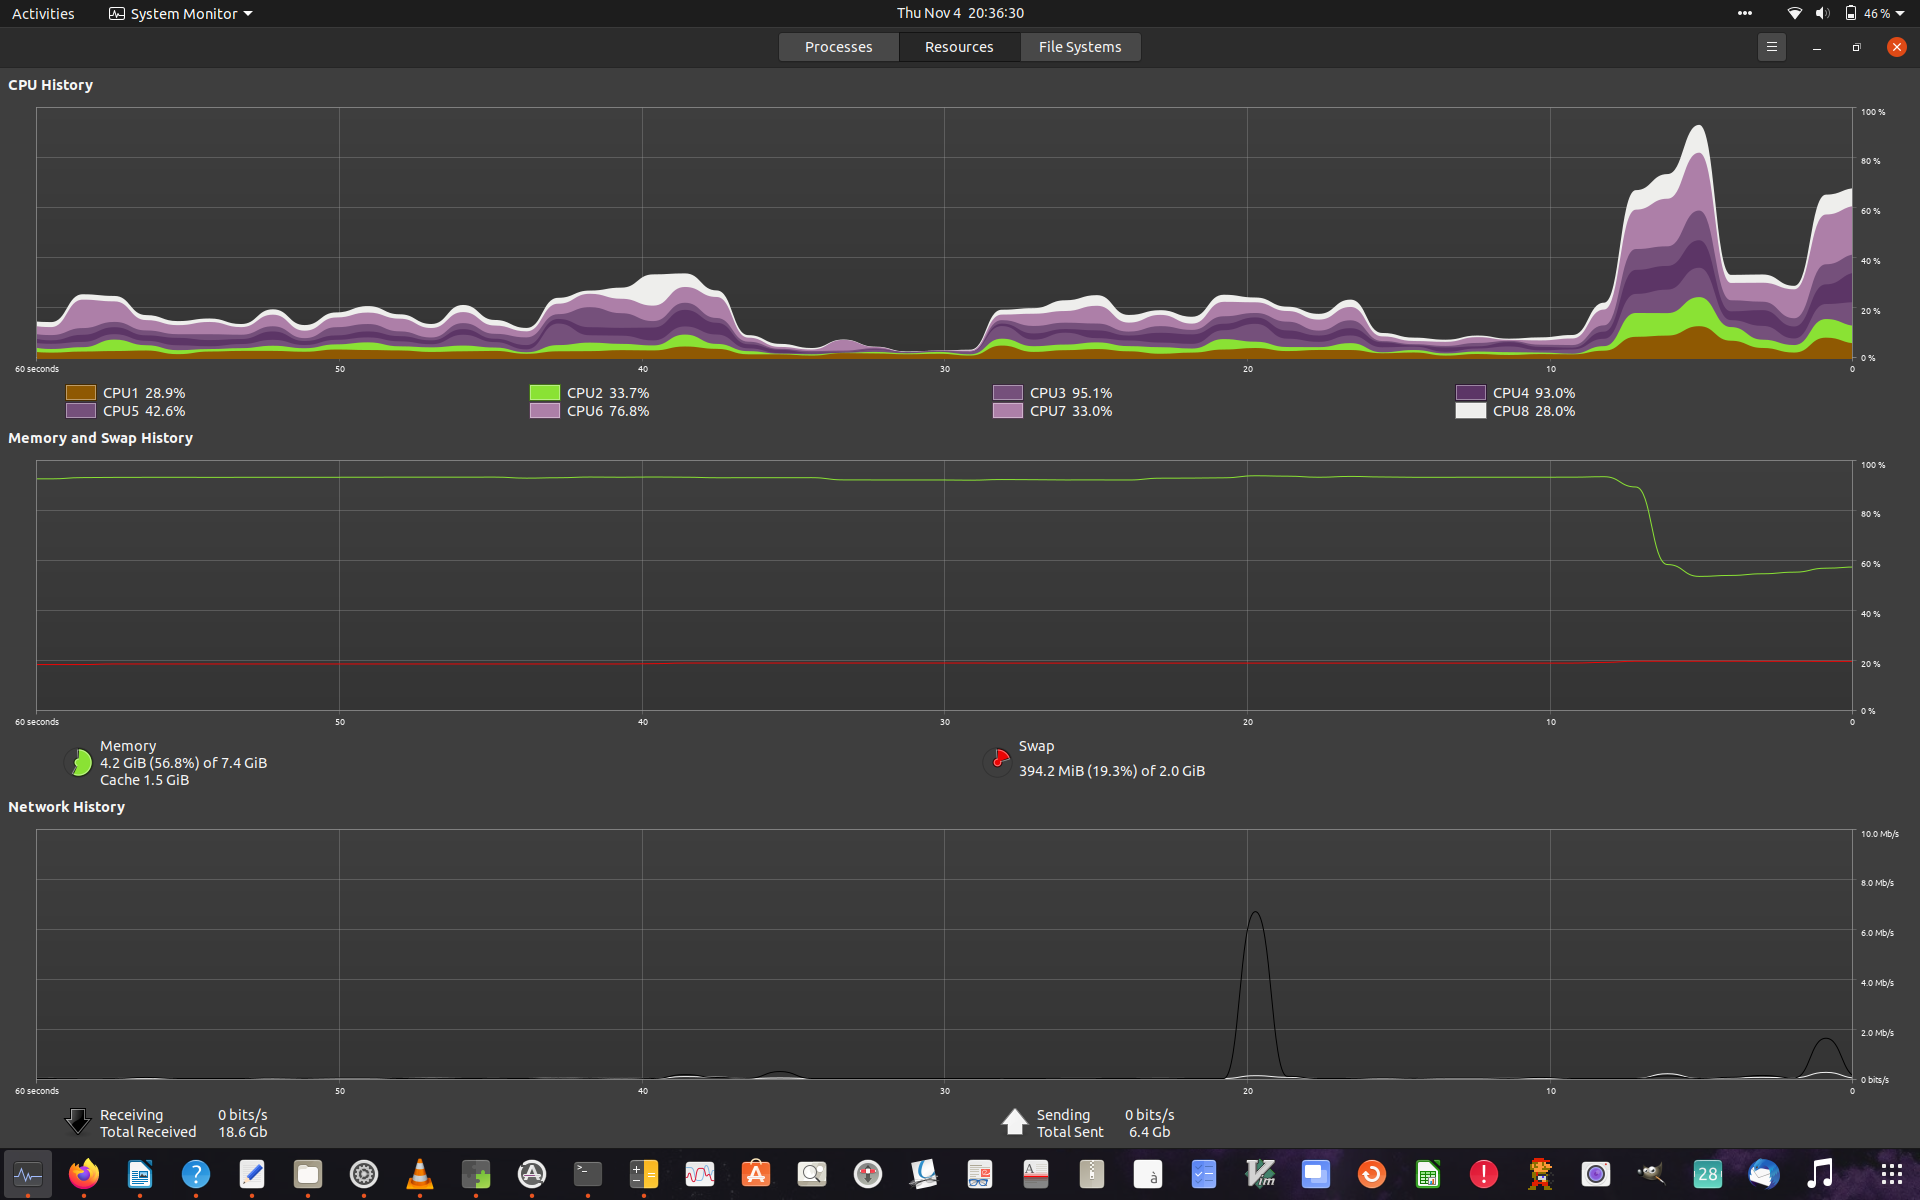 Activities System Monitor Thu Nov 4 20:36:30 46 %
Processes Resources File Systems
CPU History
100 %
80 %
60 %
40 %
20 %
0 %
60 seconds 50 40 30 20 10 0
CPU1 28.9% CPU2 33.7% CPU3 95.1% CPU4 93.0%
CPU5 42.6% CPU6 76.8% CPU7 33.0% CPU8 28.0%
Memory and Swap History
100 %
80 %
60 %
40 %
20 %
0 %
60 seconds 50 40 30 20 10 0
Memory
4.2 GiB (56.8%) of 7.4 GiB
Cache 1.5 GiB
Swap
394.2 MiB (19.3%) of 2.0 GiB
Network History
10.0 Mb/s
8.0 Mb/s
6.0 Mb/s
4.0 Mb/s
2.0 Mb/s
0 bits/s
60 seconds 50 40 30 20 10 0
Receiving 0 bits/s Sending 0 bits/s
Total Received 18.6 Gb Total Sent 6.4 Gb
? >_ A à Vim ! 28